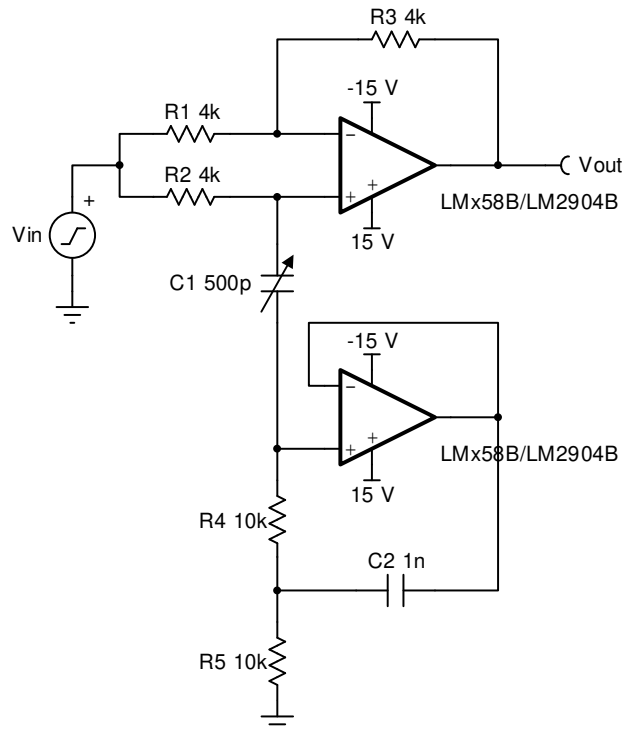 R3 4k
-15 V
R1 4k
R2 4k
−
+
+
Vout
LMx58B/LM2904B
+
Vin
15 V
C1 500p
-15 V
−
+
+
LMx58B/LM2904B
15 V
R4 10k
C2 1n
R5 10k